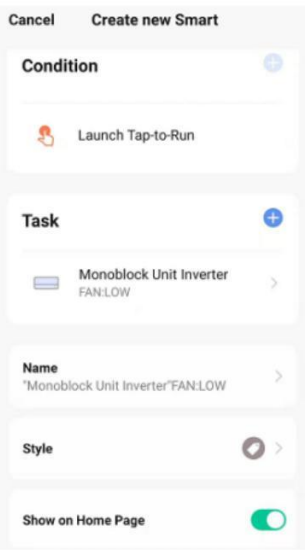 Cancel Create new Smart
Condition
Launch Tap-to-Run
Task
Monoblock Unit Inverter
FAN:LOW
Name
"Monoblock Unit Inverter"FAN:LOW
Style
Show on Home Page